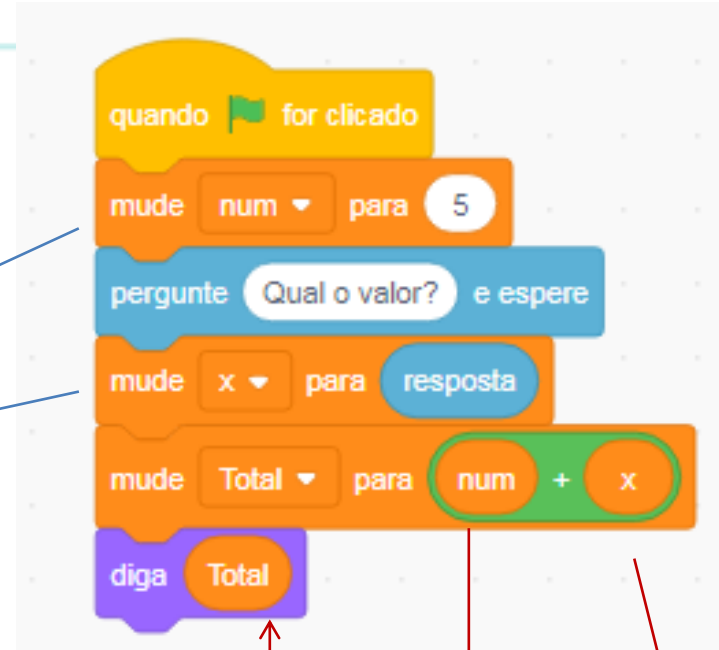 quando for clicado
mude num para 5
pergunte Qual o valor? e espere
mude x para resposta
mude Total para num + x
diga Total